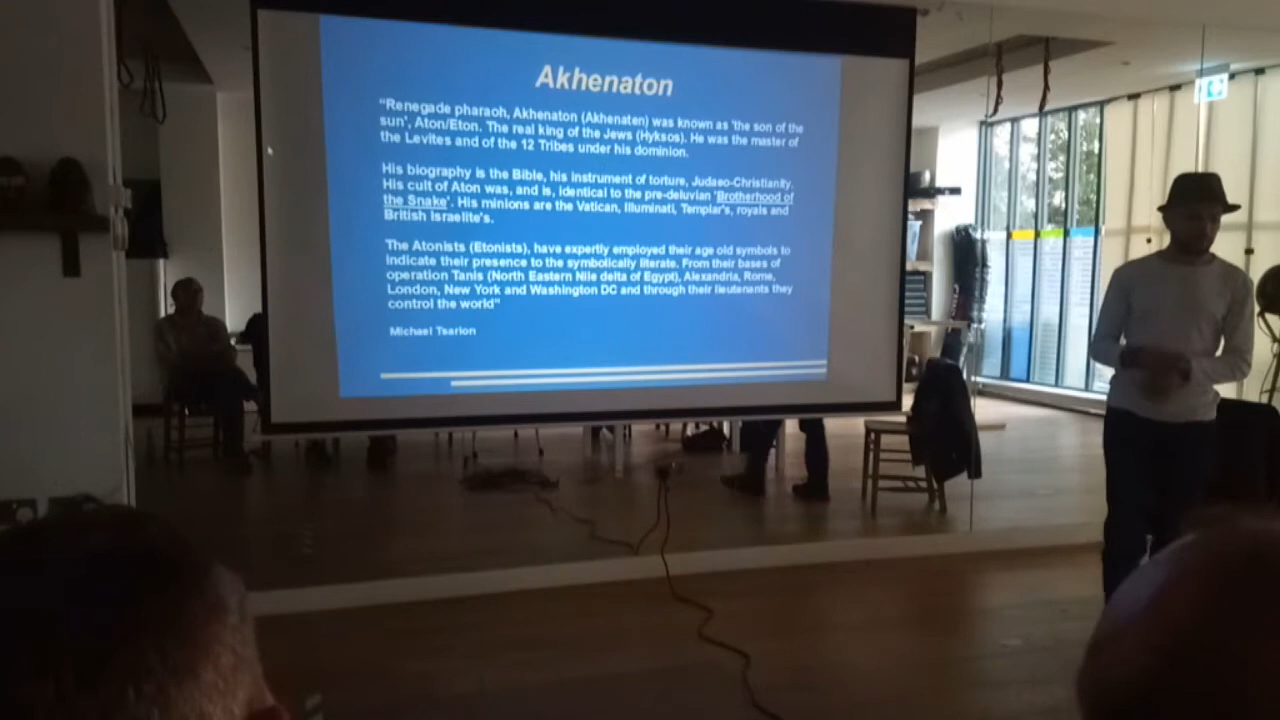 Akhenaton
"Renegade pharaoh, Akhenaton (Akhenaten) was known as 'the son of the
sun', Aton/Eton. The real king of the Jews (Hyksos). He was the master of
the Levites and of the 12 Tribes under his dominion.
His biography is the Bible, his instrument of torture, Judaeo-Christianity.
His cult of Aton was, and is, identical to the pre-deluvian 'Brotherhood of
the Snake'. His minions are the Vatican, Illuminati, Templar's, royals and
British Israelite's.
The Atonists (Etonists), have expertly employed their age old symbols to
indicate their presence to the symbolically literate. From their bases of
operation Tanis (North Eastern Nile delta of Egypt), Alexandria, Rome,
London, New York and Washington DC and through their lieutenants they
control the world"
Michael Tsarion